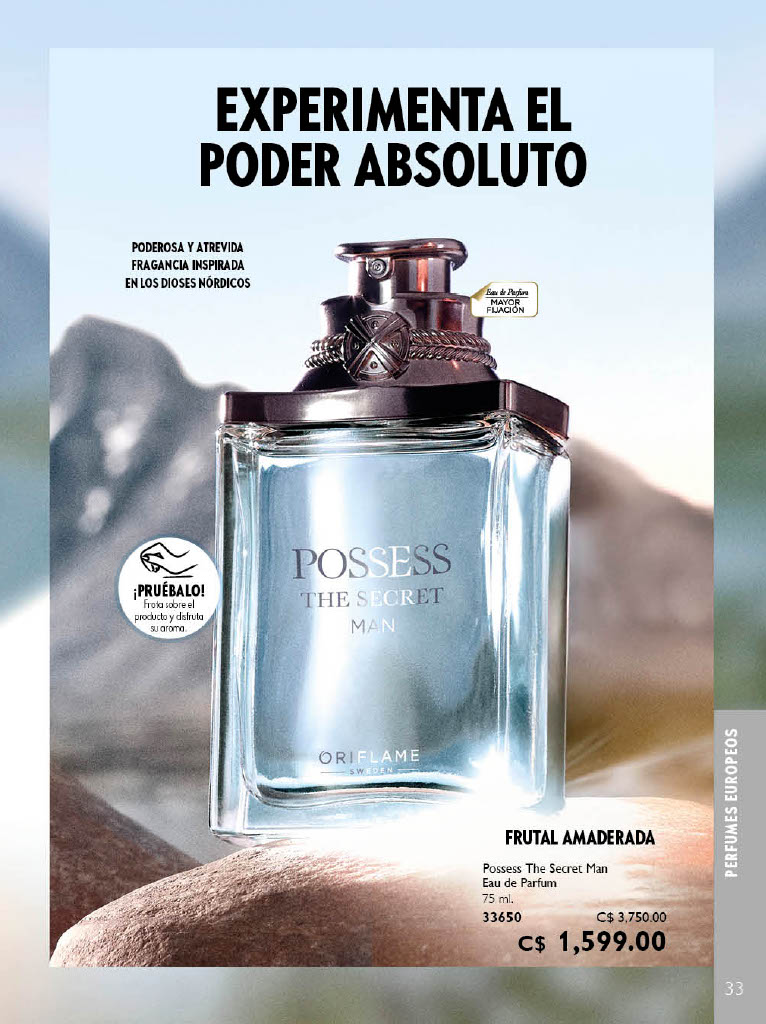 EXPERIMENTA EL
PODER ABSOLUTO
PODEROSA Y ATREVIDA
FRAGANCIA INSPIRADA
EN LOS DIOSES NÓRDICOS
Eau de Parfum
MAYOR
FIJACIÓN
POSSESS
THE SECRET
MAN
ORIFLAME
SWEDEN
¡PRUÉBALO!
Frota sobre el
producto y disfruta
su aroma.
FRUTAL AMADERADA
Possess The Secret Man
Eau de Parfum
75 ml.
33650 C$ 3,750.00
C$ 1,599.00
PERFUMES EUROPEOS
33